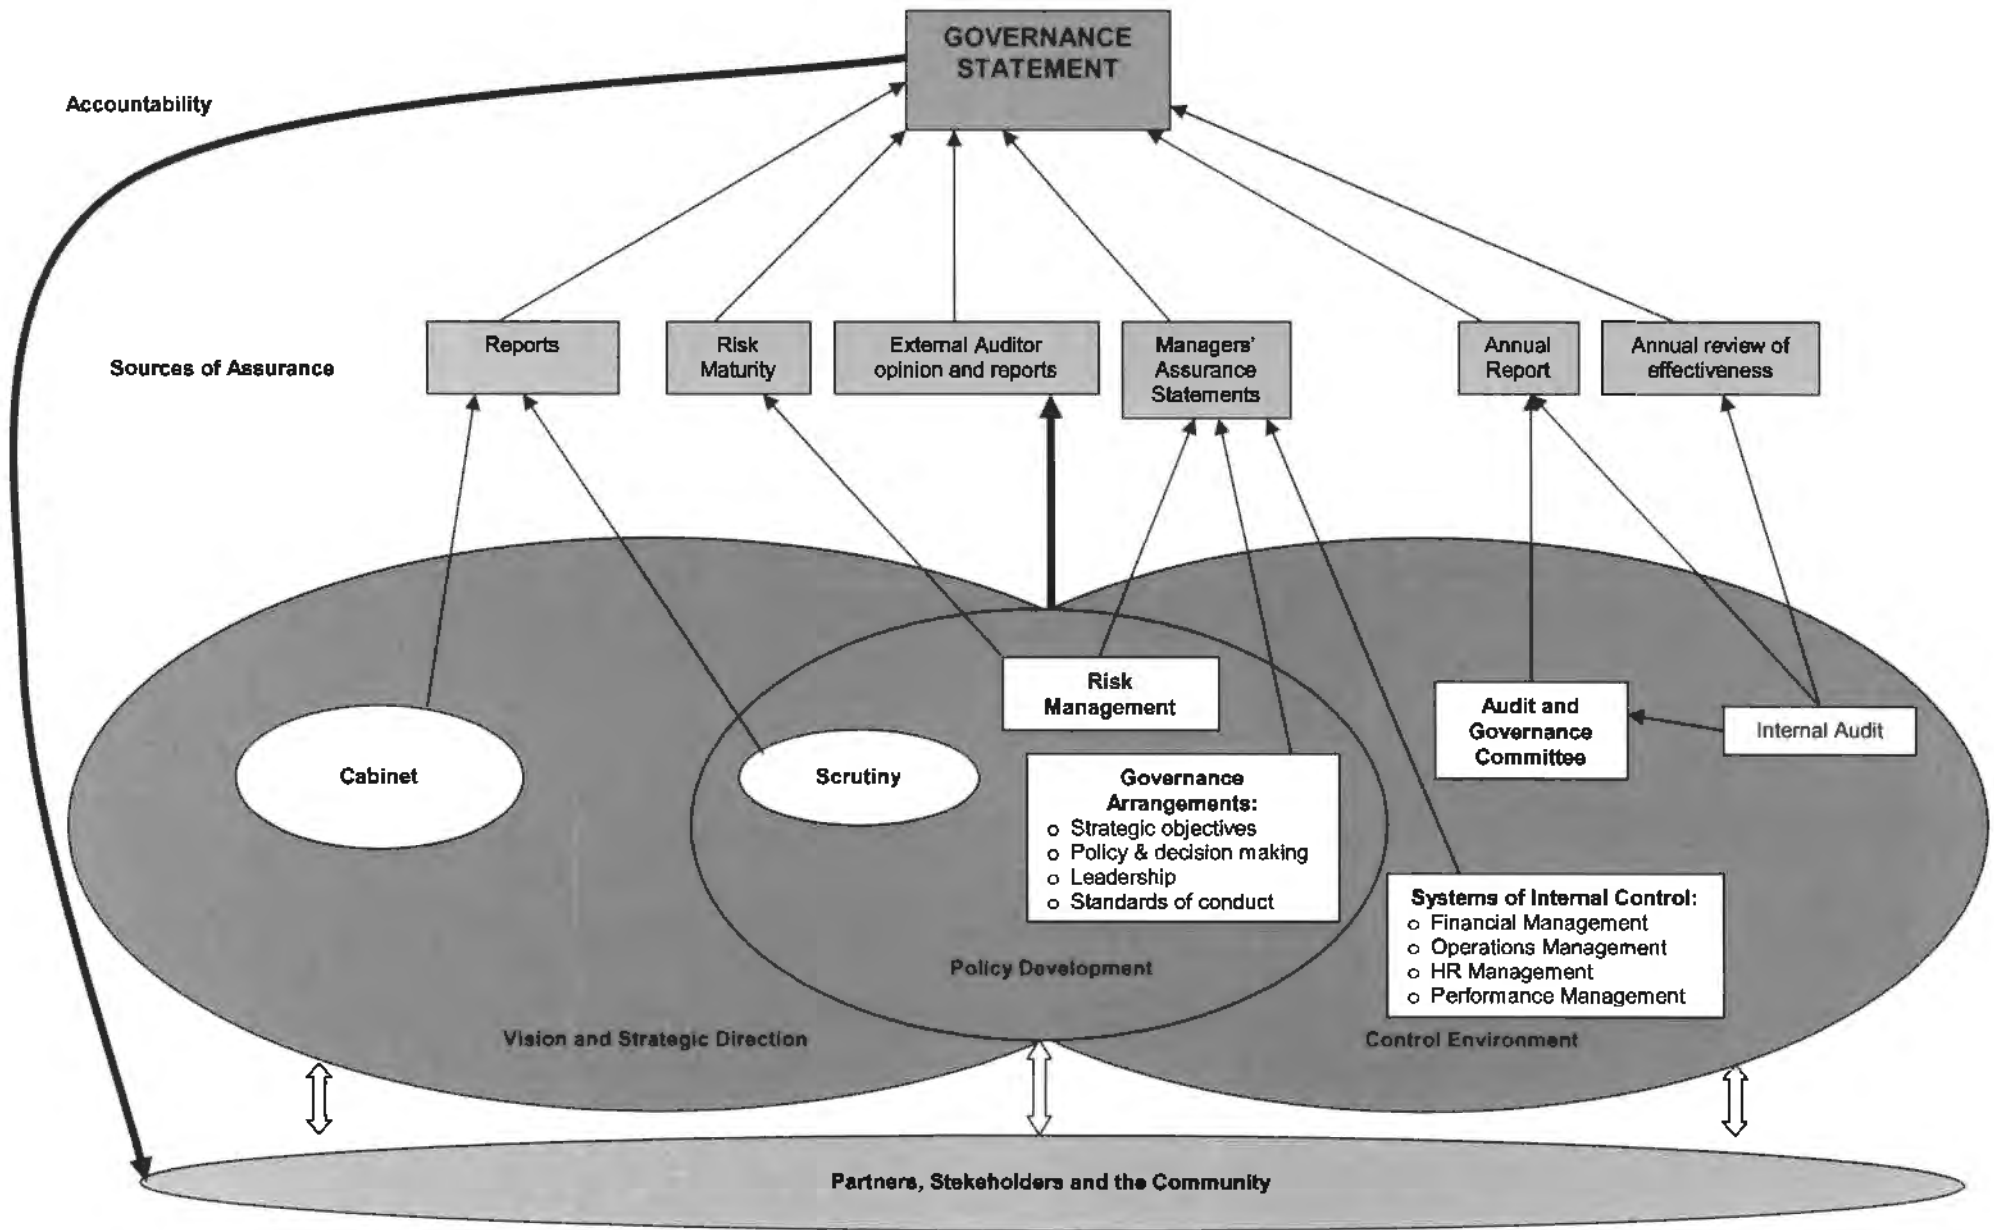 GOVERNANCE
STATEMENT
Accountability
Sources of Assurance
Reports
Risk
Maturity
External Auditor
opinion and reports
Managers'
Assurance
Statements
Annual
Report
Annual review of
effectiveness
Cabinet
Scrutiny
Risk
Management
Governance
Arrangements:
o Strategic objectives
o Policy & decision making
o Leadership
o Standards of conduct
Audit and
Governance
Committee
Internal Audit
Systems of Internal Control:
o Financial Management
o Operations Management
o HR Management
o Performance Management
Policy Development
Vision and Strategic Direction
Control Environment
Partners, Stekeholders and the Community